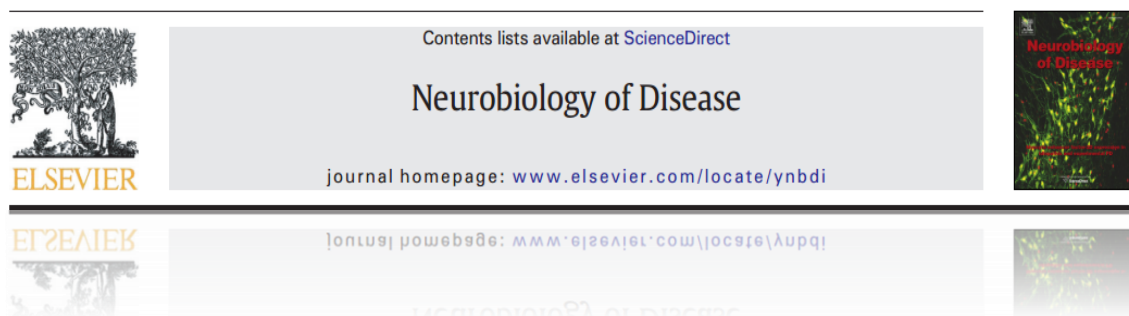 Contents lists available at ScienceDirect
Neurobiology of Disease
journal homepage: www.elsevier.com/locate/ynbdi
ELSEVIER
Neurobiology
of Disease